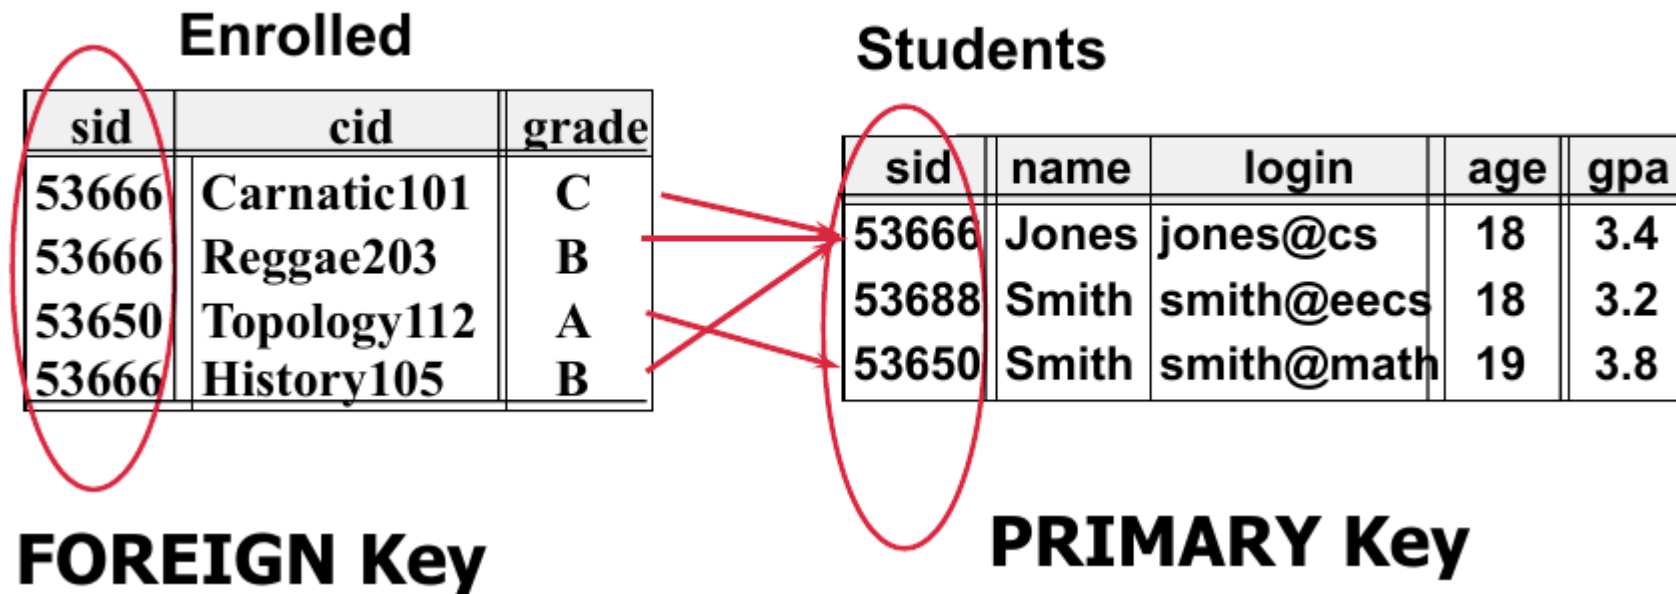 Enrolled
sid cid grade
53666 Carnatic101 C
53666 Reggae203 B
53650 Topology112 A
53666 History105 B
FOREIGN Key
Students
sid name login age gpa
53666 Jones jones@cs 18 3.4
53688 Smith smith@eecs 18 3.2
53650 Smith smith@math 19 3.8
PRIMARY Key